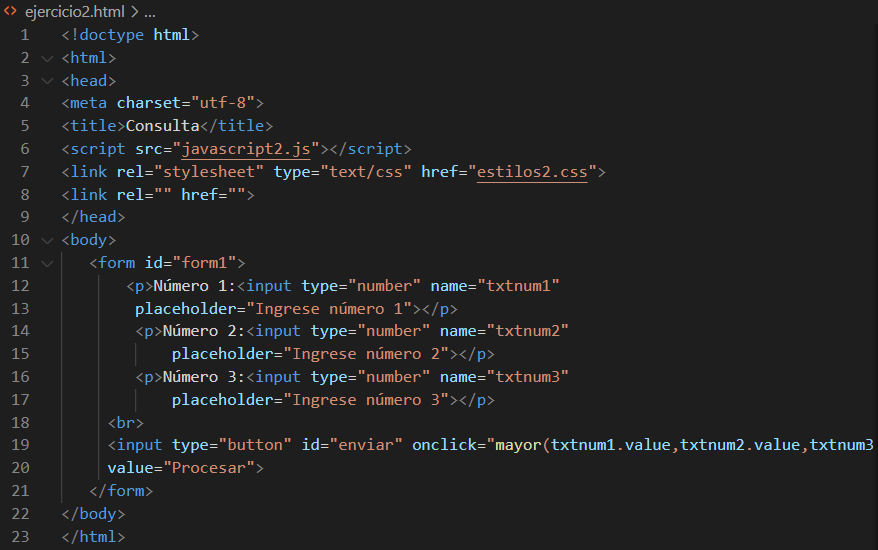 ejercicio2.html > ...
1 <!doctype html>
2 <html>
3 <head>
4 <meta charset="utf-8">
5 <title>Consulta</title>
6 <script src="javascript2.js"></script>
7 <link rel="stylesheet" type="text/css" href="estilos2.css">
8 <link rel="" href="">
9 </head>
10 <body>
11 <form id="form1">
12 <p>Número 1:<input type="number" name="txtnum1"
13 placeholder="Ingrese número 1"></p>
14 <p>Número 2:<input type="number" name="txtnum2"
15 placeholder="Ingrese número 2"></p>
16 <p>Número 3:<input type="number" name="txtnum3"
17 placeholder="Ingrese número 3"></p>
18 <br>
19 <input type="button" id="enviar" onclick="mayor(txtnum1.value,txtnum2.value,txtnum3
20 value="Procesar">
21 </form>
22 </body>
23 </html>